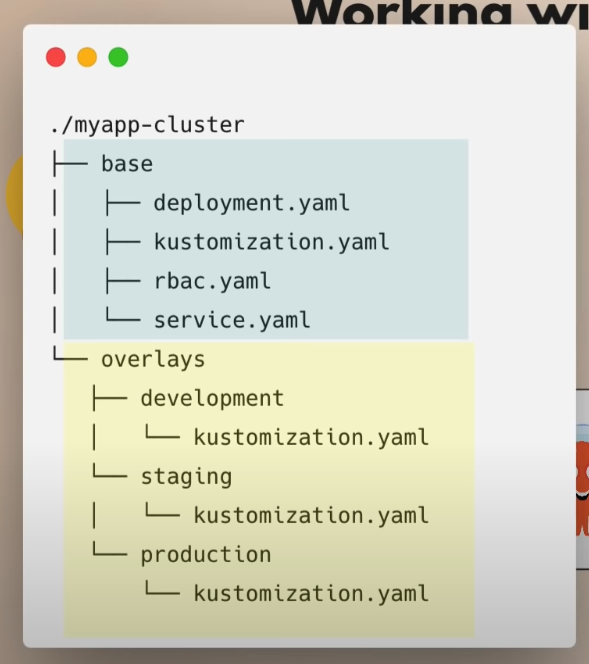 Working wi
./myapp-cluster
├── base
│   ├── deployment.yaml
│   ├── kustomization.yaml
│   ├── rbac.yaml
│   └── service.yaml
└── overlays
    ├── development
    │   └── kustomization.yaml
    └── staging
    │   └── kustomization.yaml
    └── production
        └── kustomization.yaml